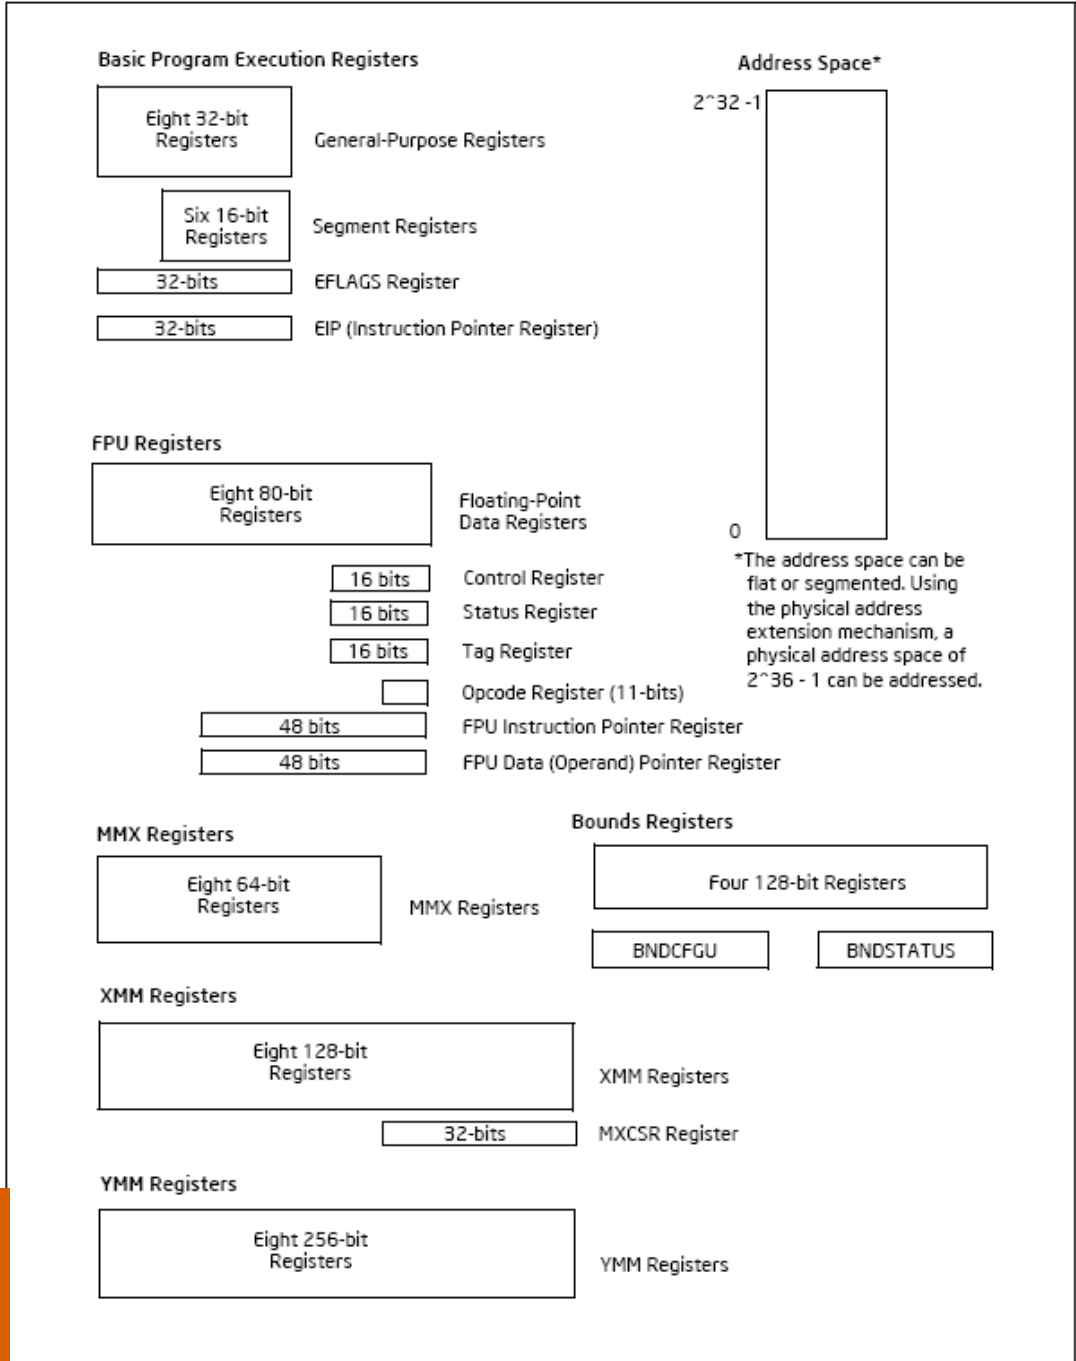 Basic Program Execution Registers
Address Space*
2^32 -1
Eight 32-bit
Registers
General-Purpose Registers
Six 16-bit
Registers
Segment Registers
32-bits
EFLAGS Register
32-bits
EIP (Instruction Pointer Register)
FPU Registers
Eight 80-bit
Registers
Floating-Point
Data Registers
0
*The address space can be
flat or segmented. Using
the physical address
extension mechanism, a
physical address space of
2^36 - 1 can be addressed.
16 bits
Control Register
16 bits
Status Register
16 bits
Tag Register
Opcode Register (11-bits)
48 bits
FPU Instruction Pointer Register
48 bits
FPU Data (Operand) Pointer Register
MMX Registers
Eight 64-bit
Registers
MMX Registers
Bounds Registers
Four 128-bit Registers
BNDCFGU
BNDSTATUS
XMM Registers
Eight 128-bit
Registers
XMM Registers
32-bits
MXCSR Register
YMM Registers
Eight 256-bit
Registers
YMM Registers